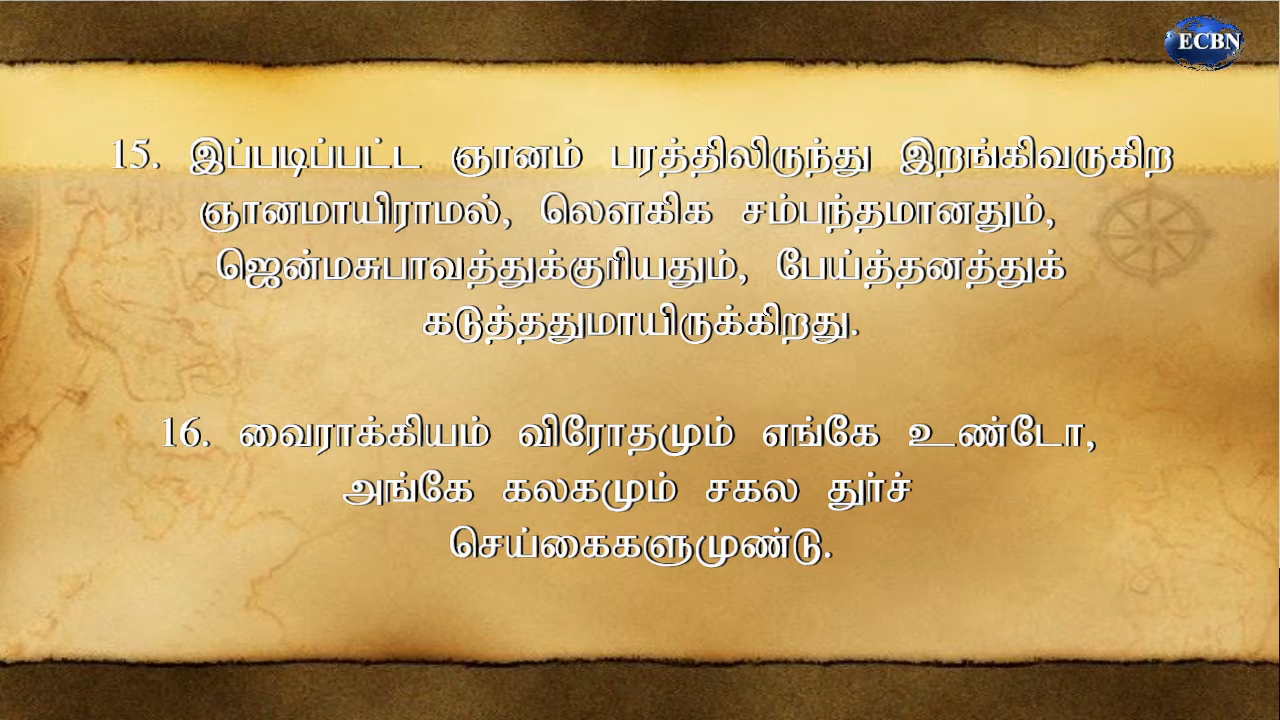 ECBN
15. இப்படிப்பட்ட ஞானம் பரத்திலிருந்து இறங்கிவருகிற
ஞானமாயிராமல், லௌகிக சம்பந்தமானதும்,
ஜென்மசுபாவத்துக்குரியதும், பேய்த்தனத்துக்
கடுத்ததுமாயிருக்கிறது.
16. வைராக்கியம் விரோதமும் எங்கே உண்டோ,
அங்கே கலகமும் சகல துர்ச்
செய்கைகளுமுண்டு.